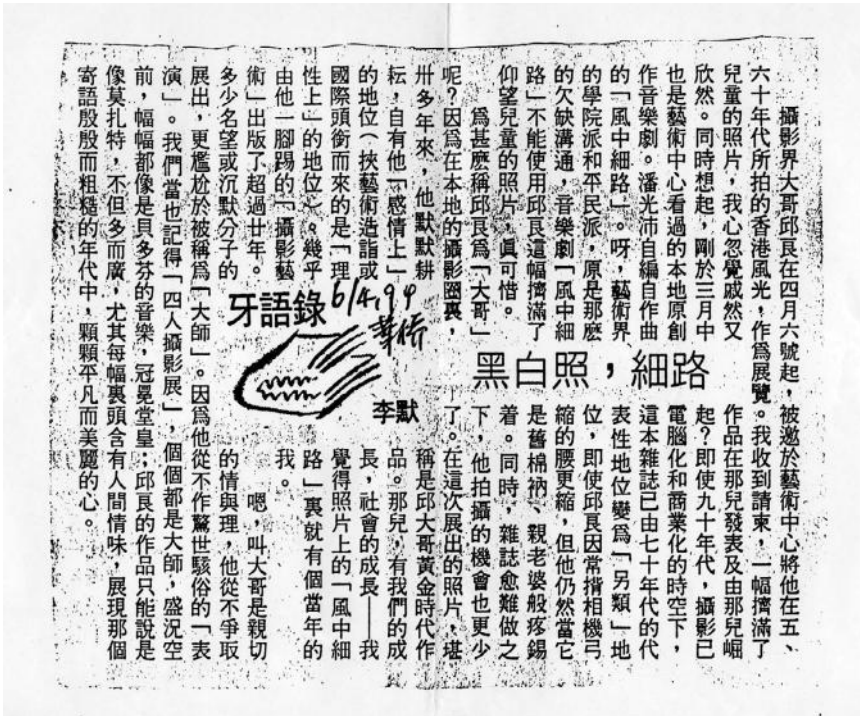 黑白照，細路
牙語錄
6/4,94
華僑
李默
攝影界大哥邱良在四月六號起，被邀於藝術中心將他在五、
六十年代所拍的香港風光，作爲展覽。我收到請柬，一幅擠滿了
兒童的照片，我心忽覺戚然又
欣然。同時想起，剛於三月中
也是藝術中心看過的本地原創
作音樂劇。潘光沛自編自作曲
的「風中細路」。呀，藝術界
的學院派和平民派，原是那麽
的欠缺溝通，音樂劇「風中細
路」不能使用邱良這幅擠滿了
仰望兒童的照片，眞可惜。
爲甚麽稱邱良爲「大哥」
呢？因爲在本地的攝影圈裏，
卅多年來，他默默耕
耘，自有他「感情上」
的地位（挾藝術造詣或
國際頭銜而來的是「理
性上」的地位）。幾乎
由他一腳踢的「攝影藝
術」出版了超過廿年。
多少名望或沉默分子的
作品在那兒發表及由那兒崛
起？即使九十年代，攝影已
電腦化和商業化的時空下，
這本雜誌已由七十年代的代
表性地位變爲「另類」地
位，即使邱良因常揹相機弓
縮的腰更縮，但他仍然當它
是舊棉衲、親老婆般疼錫
着。同時，雜誌愈難做之
下，他拍攝的機會也更少
了。在這次展出的照片，堪
稱是邱大哥黃金時代作
品。那兒，有我們的成
長，社會的成長——我
覺得照片上的「風中細
路」裏就有個當年的
我。
嗯，叫大哥是親切
的情與理，他從不爭取
展出，更尷尬於被稱爲「大師」。因爲他從不作驚世駭俗的「表
演」。我們當也記得「四人攝影展」，個個都是大師，盛況空
前，幅幅都像是貝多芬的音樂，冠冕堂皇；邱良的作品只能說是
像莫扎特，不但多而廣，尤其每幅裏頭含有人間情味，展現那個
寄語殷殷而粗糙的年代中，顆顆平凡而美麗的心。